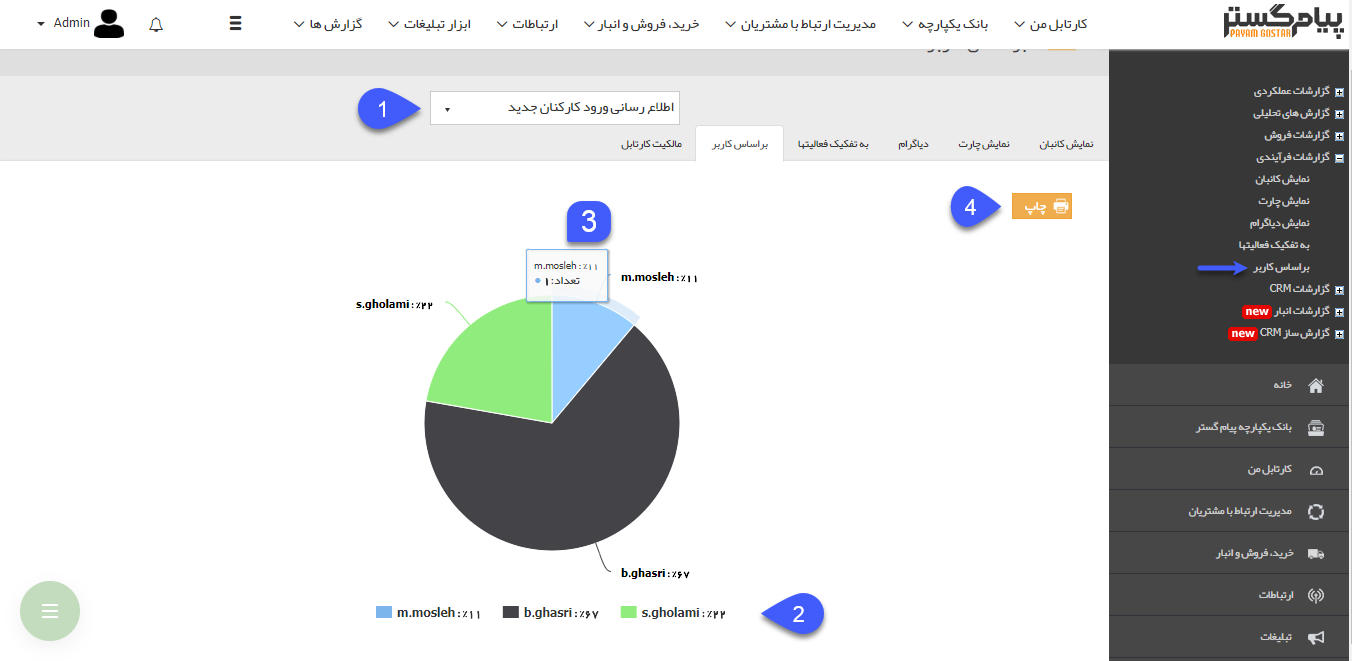 پیام گستر
PAYAM GOSTAR
کارتابل من
بانک یکپارچه
مدیریت ارتباط با مشتریان
خرید، فروش و انبار
ارتباطات
ابزار تبلیغات
گزارش ها
Admin
گزارشات عملکردی
گزارش های تحلیلی
گزارشات فروش
گزارشات فرآیندی
نمایش کانبان
نمایش چارت
نمایش دیاگرام
به تفکیک فعالیتها
براساس کاربر
گزارشات CRM
گزارشات انبار new
گزارش ساز CRM new
خانه
بانک یکپارچه پیام گستر
کارتابل من
مدیریت ارتباط با مشتریان
خرید، فروش و انبار
ارتباطات
تبلیغات
اطلاع رسانی ورود کارکنان جدید
1
نمایش کانبان
نمایش چارت
دیاگرام
به تفکیک فعالیتها
براساس کاربر
مالکیت کارتابل
چاپ
4
3
m.mosleh : ٪۱۱
تعداد: ۱
m.mosleh : ٪۱۱
s.gholami : ٪۲۲
b.ghasri : ٪۶۷
m.mosleh : ٪۱۱
b.ghasri : ٪۶۷
s.gholami : ٪۲۲
2